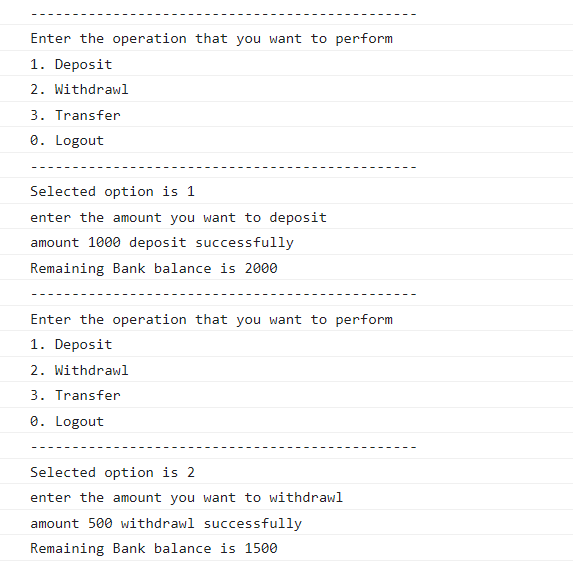 -----------------------------------------------
Enter the operation that you want to perform
1. Deposit
2. Withdrawl
3. Transfer
0. Logout
-----------------------------------------------
Selected option is 1
enter the amount you want to deposit
amount 1000 deposit successfully
Remaining Bank balance is 2000
-----------------------------------------------
Enter the operation that you want to perform
1. Deposit
2. Withdrawl
3. Transfer
0. Logout
-----------------------------------------------
Selected option is 2
enter the amount you want to withdrawl
amount 500 withdrawl successfully
Remaining Bank balance is 1500